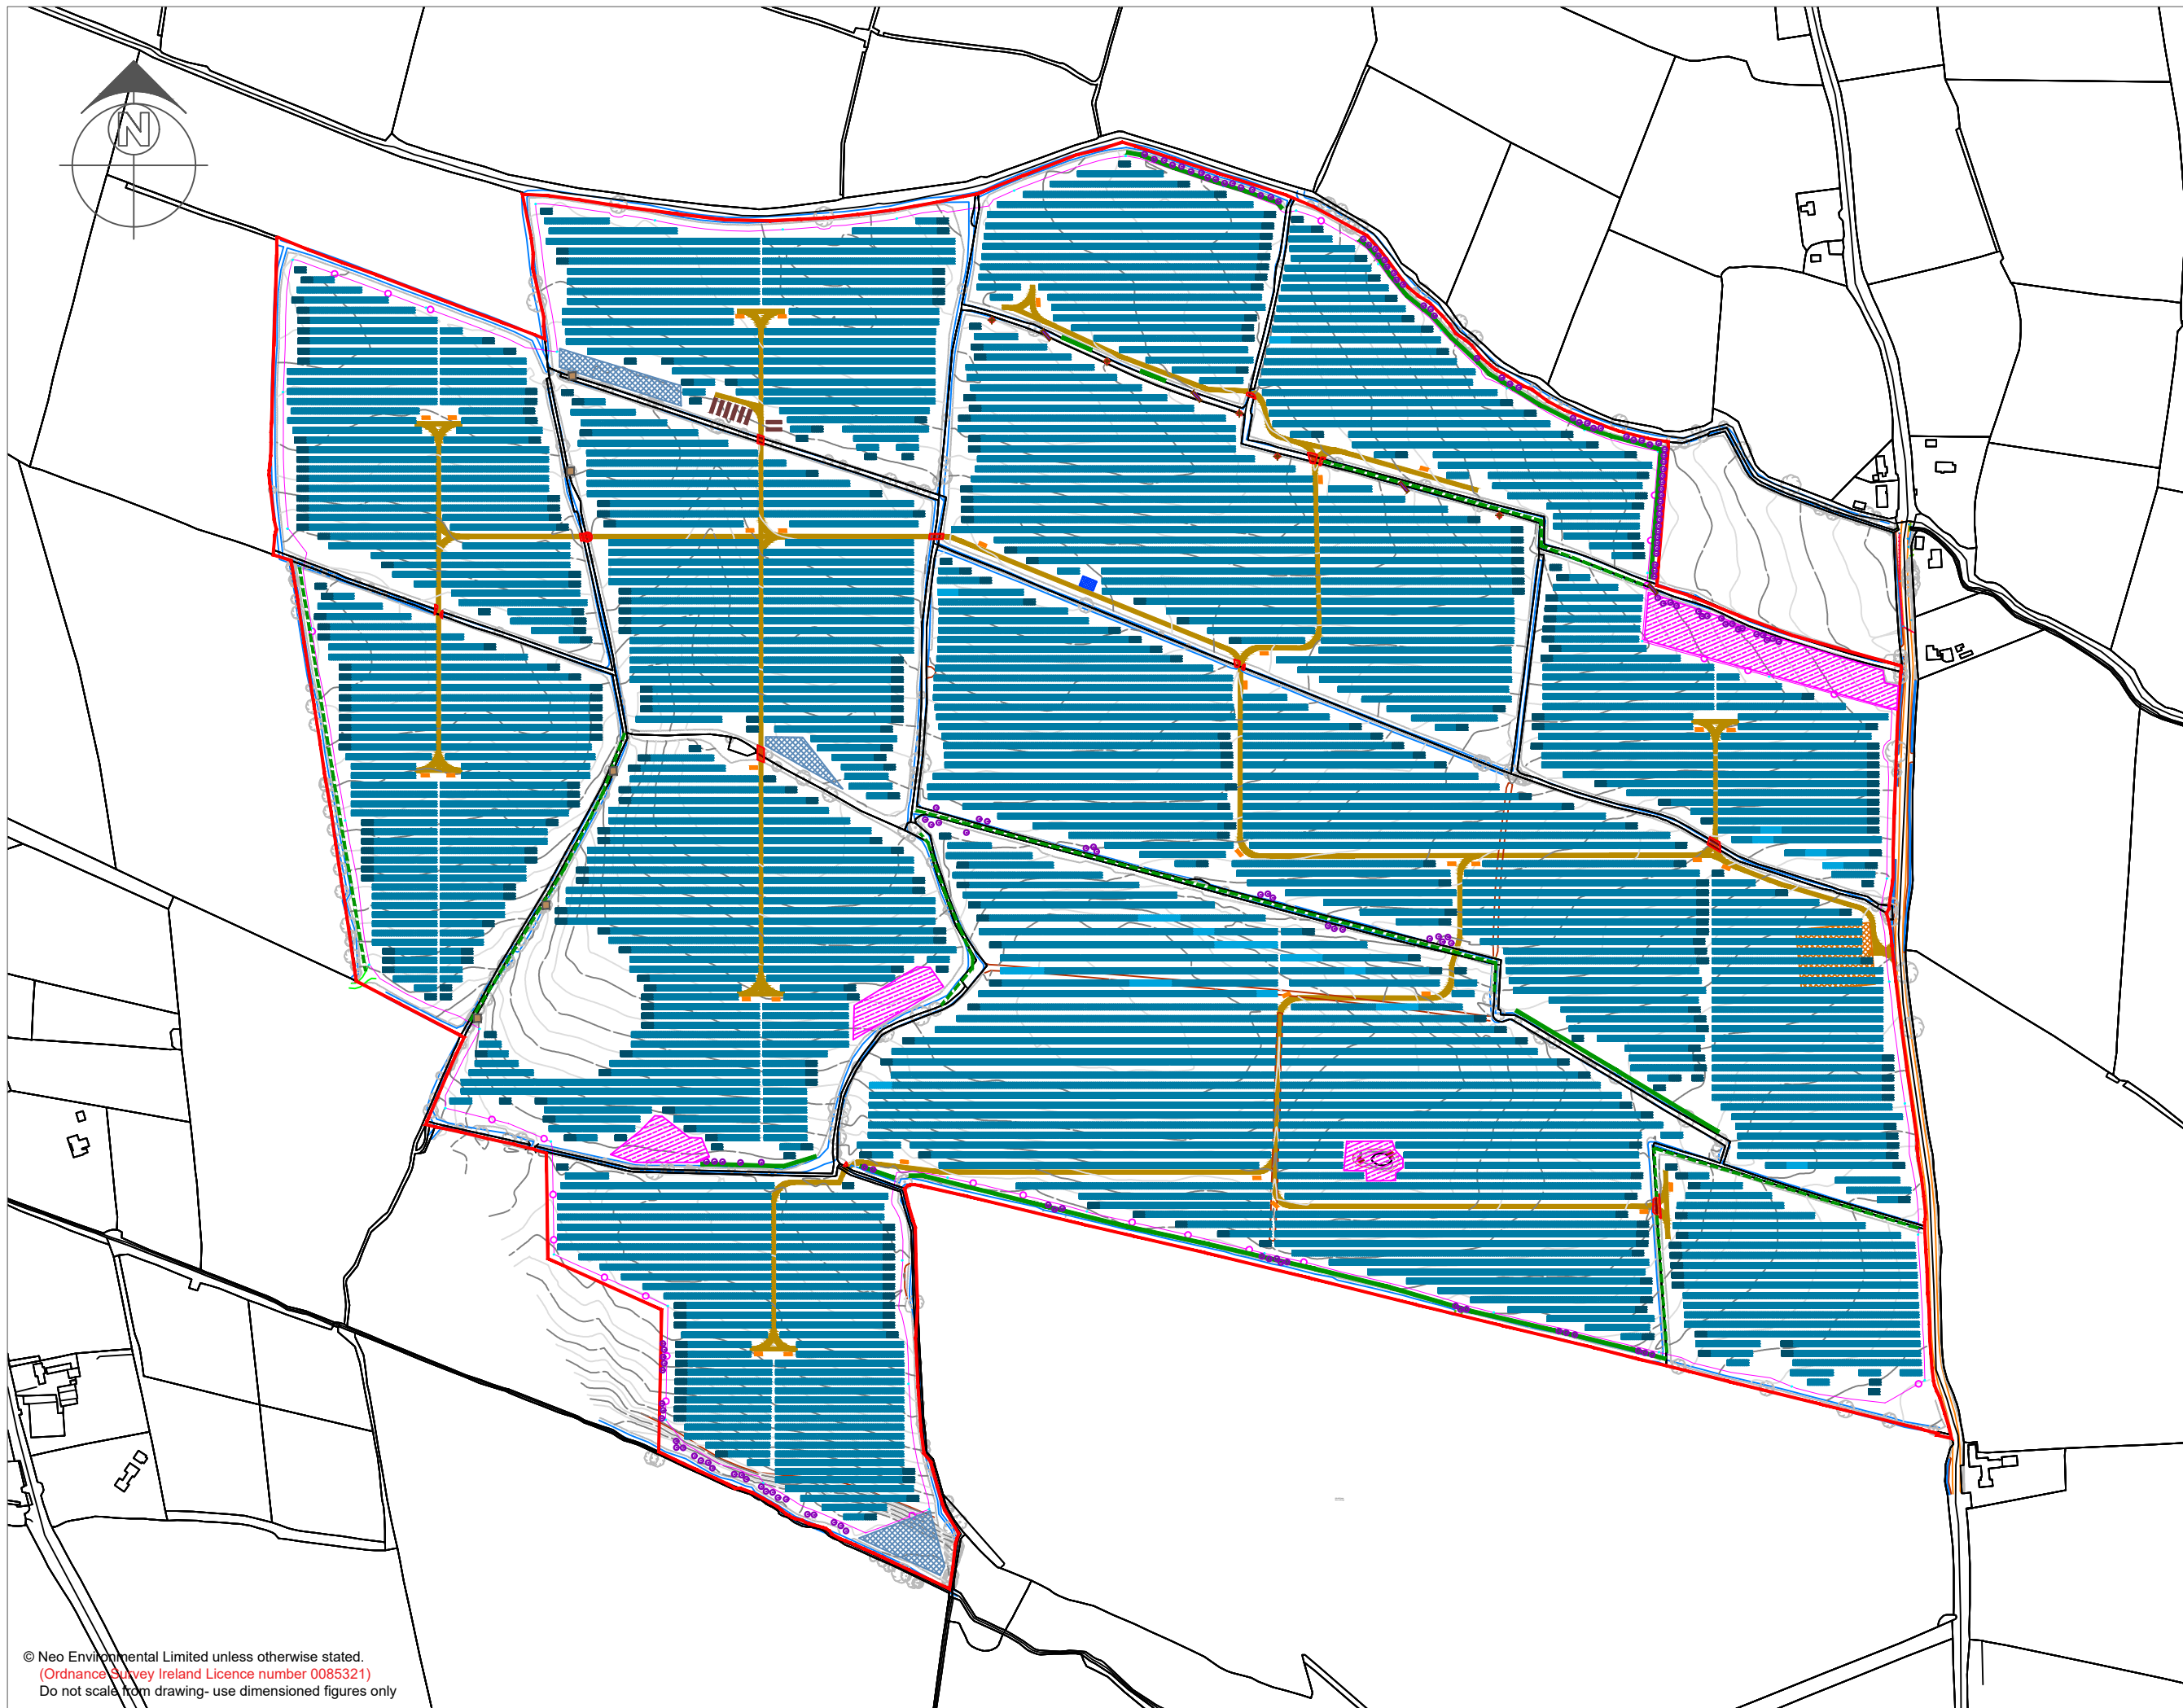 N
© Neo Environmental Limited unless otherwise stated.
(Ordnance Survey Ireland Licence number 0085321)
Do not scale from drawing- use dimensioned figures only